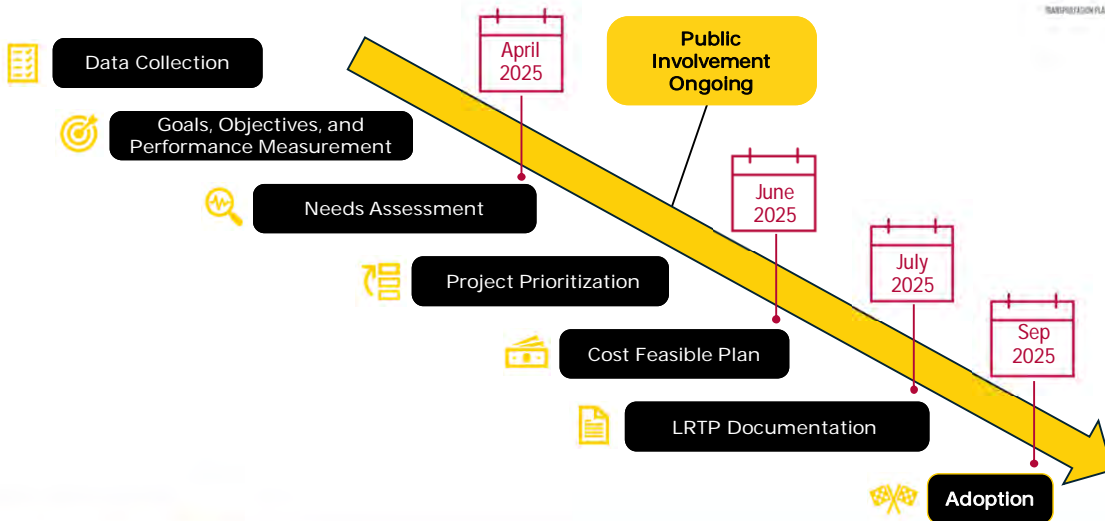 Data Collection
April
2025
Public
Involvement
Ongoing
Goals, Objectives, and
Performance Measurement
Needs Assessment
June
2025
Project Prioritization
July
2025
Cost Feasible Plan
Sep
2025
LRTP Documentation
Adoption